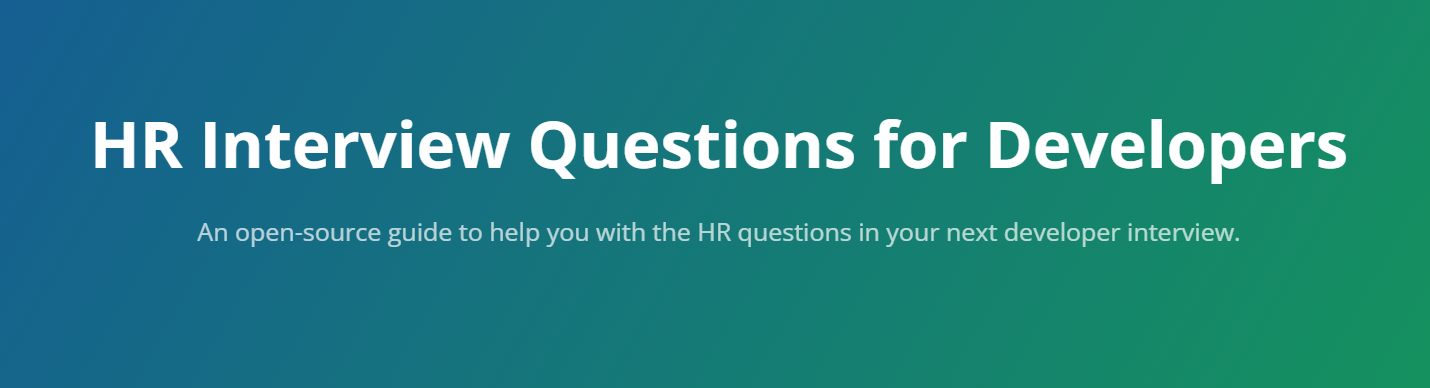 HR Interview Questions for Developers
An open-source guide to help you with the HR questions in your next developer interview.